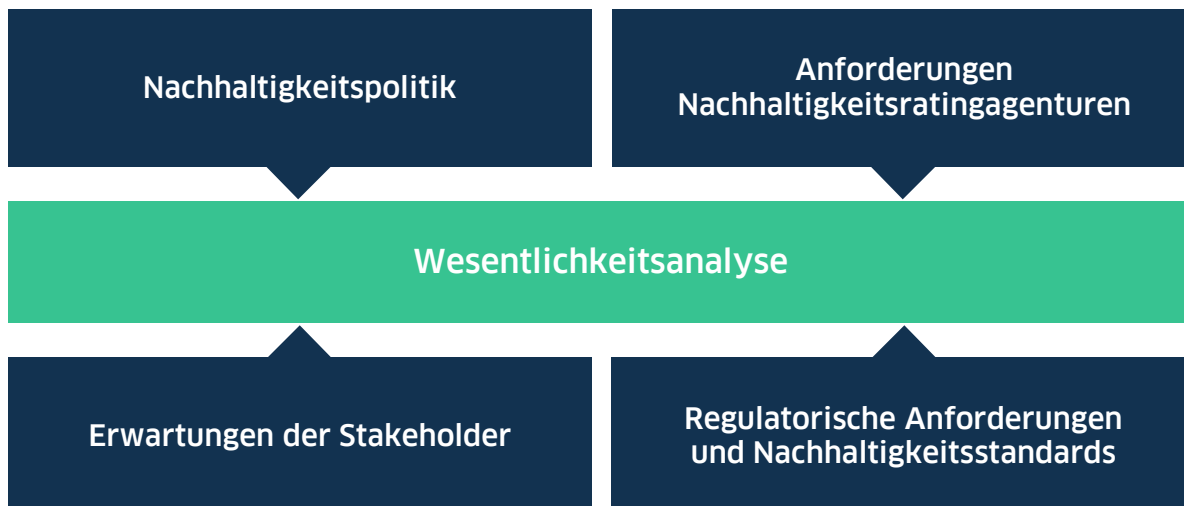 Nachhaltigkeitspolitik
Anforderungen
Nachhaltigkeitsratingagenturen
Wesentlichkeitsanalyse
Erwartungen der Stakeholder
Regulatorische Anforderungen
und Nachhaltigkeitsstandards